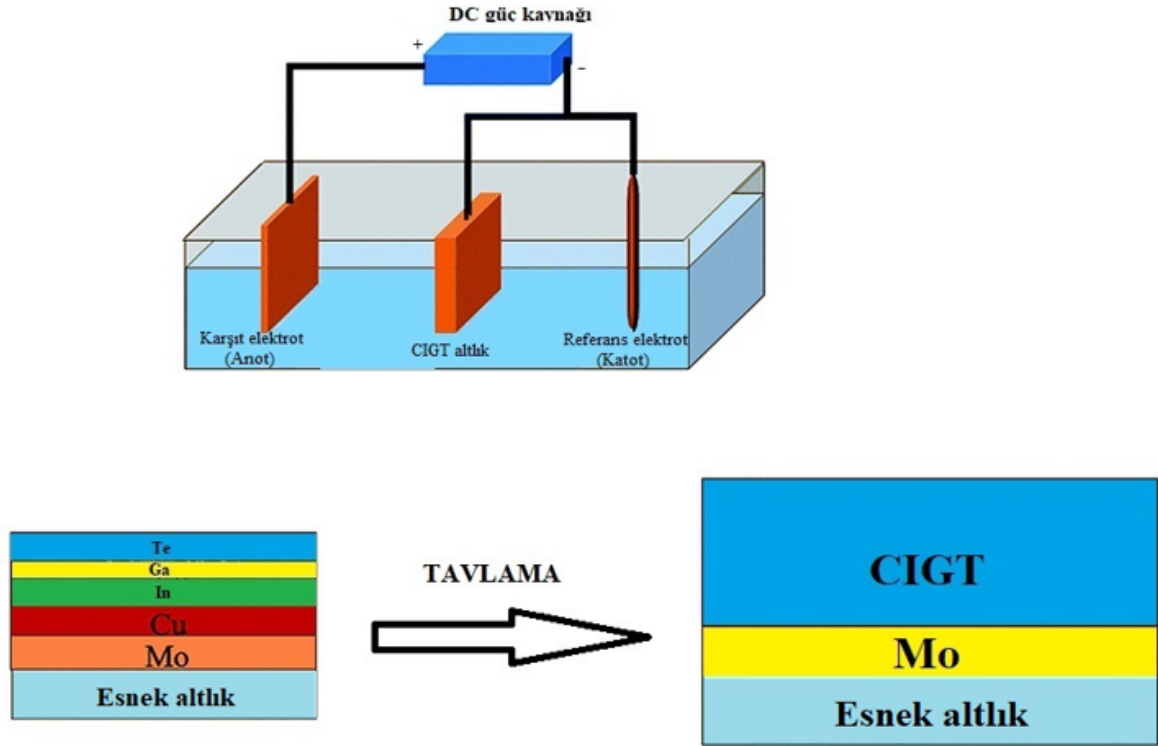 DC güç kaynağı
+
-
Karşıt elektrot
(Anot)
CIGT altlık
Referans elektrot
(Katot)
Te
Ga
In
Cu
Mo
Esnek altlık
TAVLAMA
CIGT
Mo
Esnek altlık